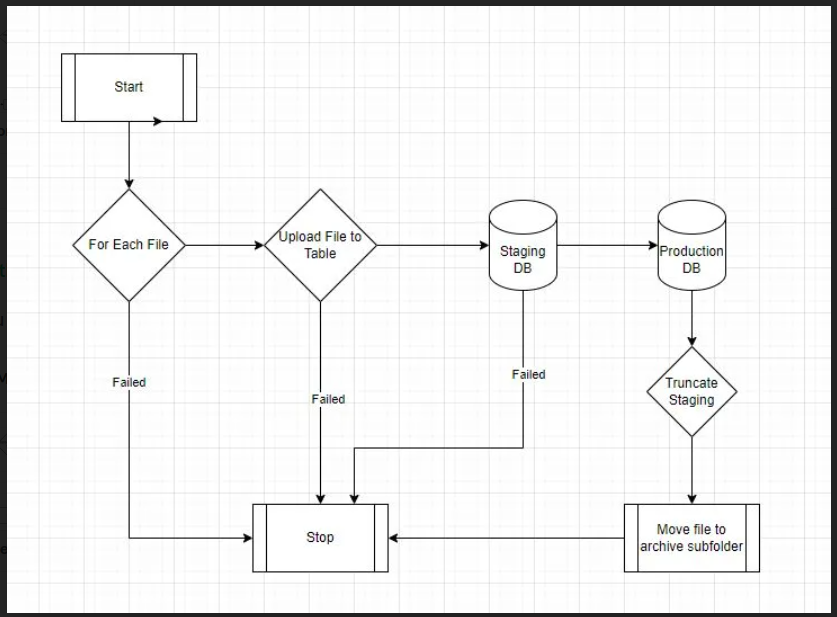 Start
For Each File
Upload File to
Table
Staging
DB
Production
DB
Failed
Failed
Failed
Truncate
Staging
Stop
Move file to
archive subfolder